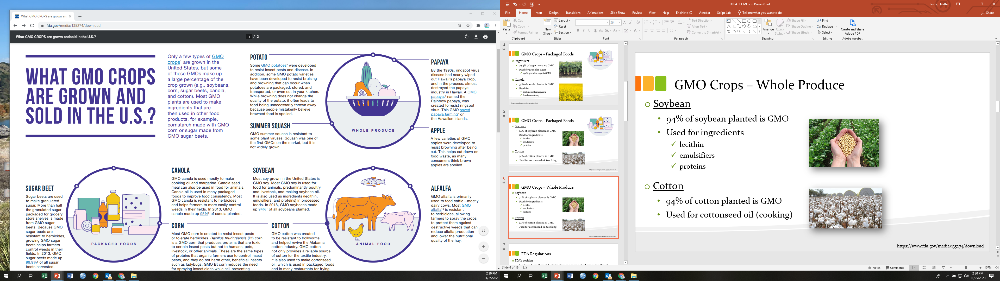 What GMO CROPS are grown an
fda.gov/media/135274/download
What GMO CROPS are grown andsold in the U.S.?
1 / 2
WHAT GMO CROPS
ARE GROWN AND
SOLD IN THE U.S.?
Only a few types of GMO
crops¹ are grown in the
United States, but some
of these GMOs make up
a large percentage of the
crop grown (e.g., soybeans,
corn, sugar beets, canola,
and cotton). Most GMO
plants are used to make
ingredients that are
then used in other food
products, for example,
cornstarch made with GMO
corn or sugar made from
GMO sugar beets.
POTATO
Some GMO potatoes² were developed
to resist insect pests and disease. In
addition, some GMO potato varieties
have been developed to resist bruising
and browning that can occur when
potatoes are packaged, stored, and
transported, or even cut in your kitchen.
While browning does not change the
quality of the potato, it often leads to
food being unnecessarily thrown away
because people mistakenly believe
browned food is spoiled.
SUMMER SQUASH
GMO summer squash is resistant to
some plant viruses. Squash was one of
the first GMOs on the market, but it is
not widely grown.
WHOLE PRODUCE
PAPAYA
By the 1990s, ringspot virus
disease had nearly wiped
out Hawaii's papaya crop,
and in the process, almost
destroyed the papaya
industry in Hawaii. A GMO
papaya,³ named the
Rainbow papaya, was
created to resist ringspot
virus. This GMO saved
papaya farming⁴ on
the Hawaiian Islands.
APPLE
A few varieties of GMO
apples were developed to
resist browning after being
cut. This helps cut down on
food waste, as many
consumers think brown
apples are spoiled.
SUGAR BEET
Sugar beets are used
to make granulated
sugar. More than half
the granulated sugar
packaged for grocery
store shelves is made
from GMO sugar
beets. Because GMO
sugar beets are
resistant to herbicides,
growing GMO sugar
beets helps farmers
control weeds in their
fields. In 2013, GMO
sugar beets made up
99.9%⁵ of all sugar
beets harvested.
PACKAGED FOODS
CANOLA
GMO canola is used mostly to make
cooking oil and margarine. Canola seed
meal can also be used in food for animals.
Canola oil is used in many packaged
foods to improve food consistency. Most
GMO canola is resistant to herbicides
and helps farmers to more easily control
weeds in their fields. In 2013, GMO
canola made up 95%⁶ of canola planted.
CORN
Most GMO corn is created to resist insect pests
or tolerate herbicides. Bacillus thuringiensis (Bt) corn
is a GMO corn that produces proteins that are toxic
to certain insect pests but not to humans, pets,
livestock, or other animals. These are the same types
of proteins that organic farmers use to control insect
pests, and they do not harm other, beneficial insects
such as ladybugs. GMO Bt corn reduces the need
for spraying insecticides while still preventing
SOYBEAN
Most soy grown in the United States is
GMO soy. Most GMO soy is used for
food for animals, predominantly poultry
and livestock, and making soybean oil.
It is also used as ingredients (lecithin,
emulsifiers, and proteins) in processed
foods. In 2018, GMO soybeans made
up 94%⁷ of all soybeans planted.
COTTON
GMO cotton was created
to be resistant to bollworms
and helped revive the Alabama
cotton industry. GMO cotton
not only provides a reliable source
of cotton for the textile industry,
it is also used to make cottonseed
oil, which is used in packaged foods
and in many restaurants for frying.
ANIMAL FOOD
ALFALFA
GMO alfalfa is primarily
used to feed cattle—mostly
dairy cows. Most GMO
alfalfa¹⁰ is resistant
to herbicides, allowing
farmers to spray the crops
to protect them against
destructive weeds that can
reduce alfalfa production
and lower the nutritional
quality of the hay.
2:30 PM
11/25/2020
DEBATE GMOs - PowerPoint
Leidy, Heather
File Home Insert Design Transitions Animations Slide Show Review View Help EndNote X9 Acrobat Script Lab Tell me what you want to do
Share
Paste
Cut
Copy
Format Painter
Clipboard
New
Slide
Layout
Reset
Section
Slides
36
B I U S abc AV Aa A
Font
Text Direction
Align Text
Convert to SmartArt
Paragraph
Arrange
Quick
Styles
Shape Fill
Shape Outline
Shape Effects
Drawing
Find
Replace
Select
Editing
Create and Share
Adobe PDF
Adobe Acrobat
4
GMO Crops - Packaged Foods
Sugar Beet
99.9% of sugar beets are GMO
Used for granular sugar
>50% granular sugar is GMO
Canola
95% of canola planted is GMO
Used for
cooking oil & margarine
Food consistency
PACKAGED FOODS
https://www.fda.gov/media/135274/download
5
GMO Crops - Packaged Foods
Soybean
94% of soybean planted is GMO
Used for ingredients
lecithin
emulsifiers
proteins
Cotton
94% of cotton planted is GMO
Used for cottonseed oil (cooking)
PACKAGED FOODS
https://www.fda.gov/media/135274/download
6
GMO Crops – Whole Produce
Soybean
94% of soybean planted is GMO
Used for ingredients
lecithin
emulsifiers
proteins
Cotton
94% of cotton planted is GMO
Used for cottonseed oil (cooking)
https://www.fda.gov/media/135274/download
7
FDA Regulations
FDA's position
GMO Crops – Whole Produce
Soybean
94% of soybean planted is GMO
Used for ingredients
lecithin
emulsifiers
proteins
Cotton
94% of cotton planted is GMO
Used for cottonseed oil (cooking)
https://www.fda.gov/media/135274/download
Slide 6 of 18
Notes
Comments
107%
2:30 PM
11/25/2020